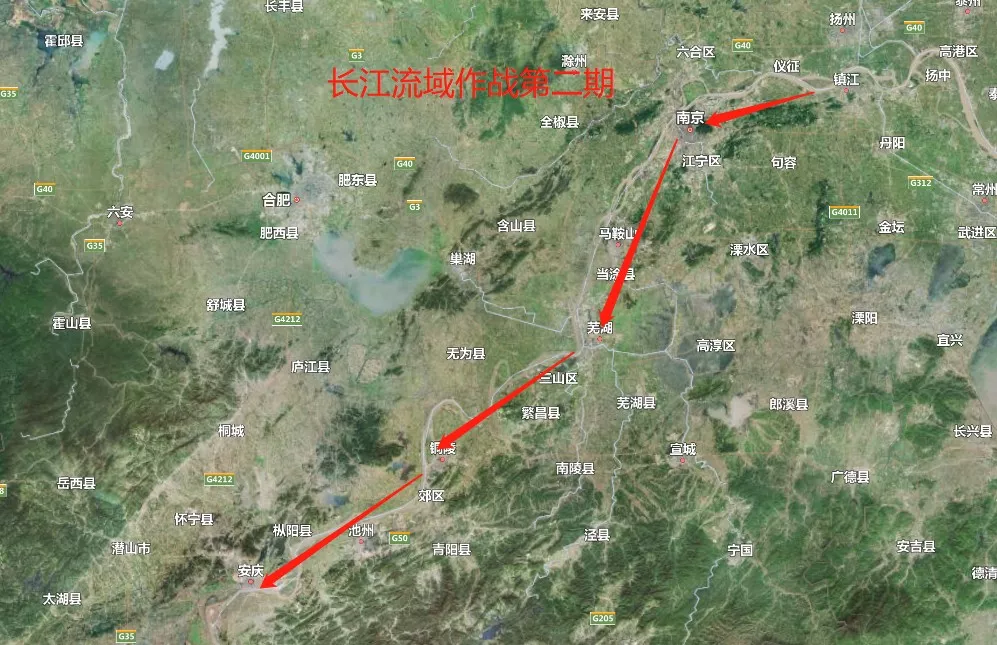 长丰县
来安县
泰州
扬州
G40
霍邱县
G3
滁州
六合区
G40
高港区
仪征
镇江
扬中
长江流域作战第二期
G35
全椒县
南京
丹阳
G4001
G40
肥东县
江宁区
句容
G40
合肥
G3
G312
常州
六安
G4011
肥西县
含山县
马鞍山
金坛
武进区
G35
巢湖
溧水区
当涂县
舒城县
霍山县
G4212
芜湖
溧阳
无为县
高淳区
宜兴
庐江县
三山区
繁昌县
芜湖县
郎溪县
桐城
铜陵
宣城
长兴县
岳西县
G4212
南陵县
广德县
郊区
怀宁县
枞阳县
池州
G50
泾县
潜山市
青阳县
宁国
安吉县
安庆
德清
太湖县
G205
G35